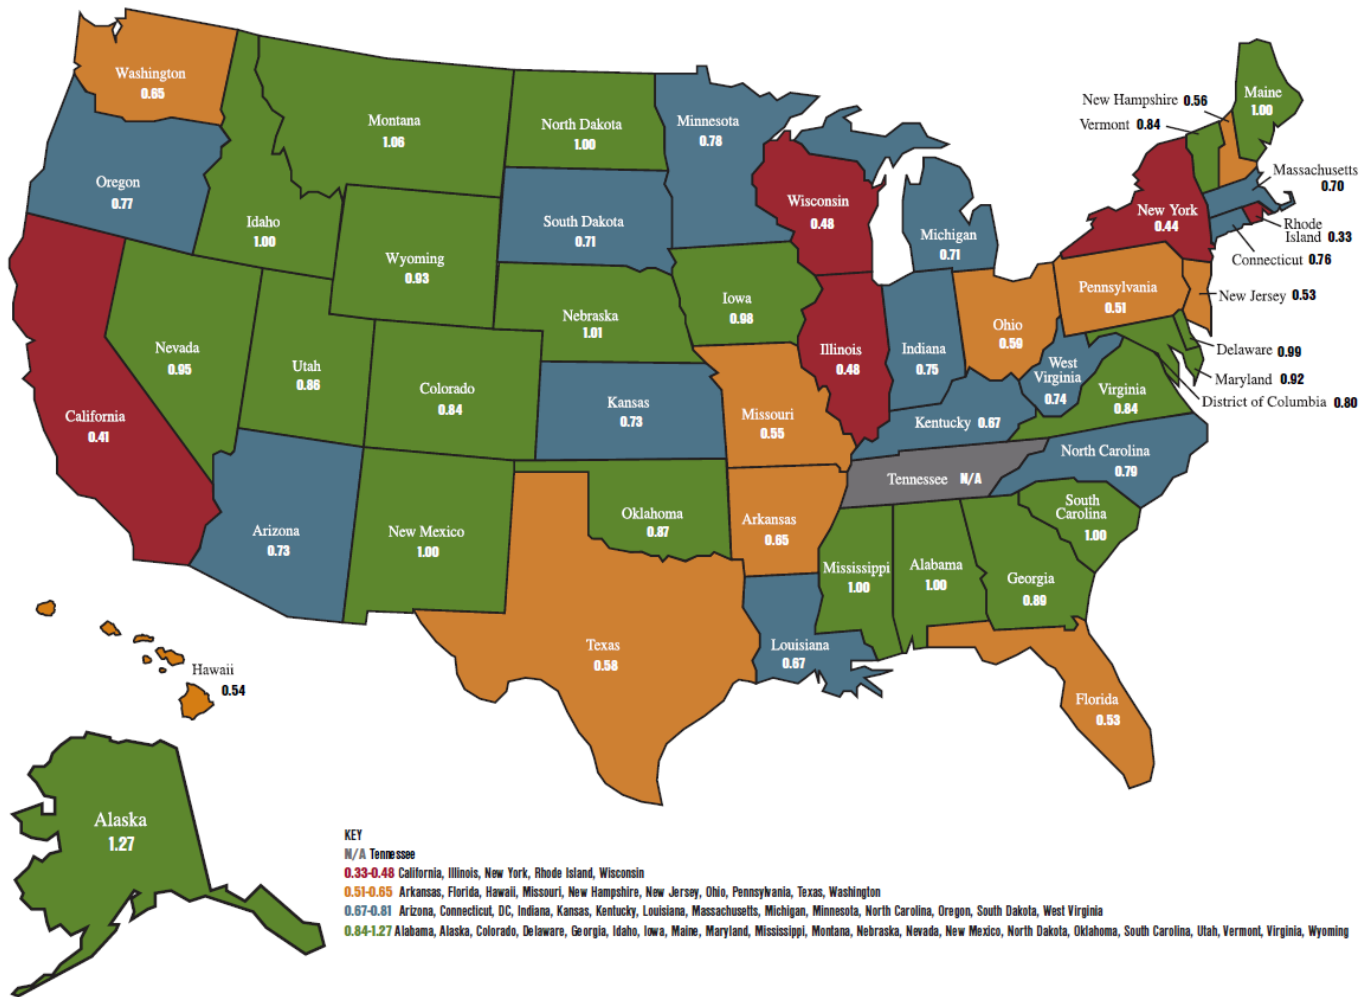 Washington
0.65
Oregon
0.77
California
0.41
Idaho
1.00
Nevada
0.95
Montana
1.06
Wyoming
0.93
Utah
0.86
Arizona
0.73
Colorado
0.84
New Mexico
1.00
North Dakota
1.00
South Dakota
0.71
Nebraska
1.01
Kansas
0.73
Oklahoma
0.87
Texas
0.58
Minnesota
0.78
Iowa
0.98
Missouri
0.55
Arkansas
0.65
Louisiana
0.67
Wisconsin
0.48
Illinois
0.48
Michigan
0.71
Indiana
0.75
Ohio
0.59
Kentucky 0.67
Tennessee N/A
Mississippi
1.00
Alabama
1.00
Georgia
0.89
Florida
0.53
South
Carolina
1.00
North Carolina
0.79
Virginia
0.84
West
Virginia
0.74
Pennsylvania
0.51
New York
0.44
New Hampshire 0.56
Vermont 0.84
Maine
1.00
Massachusetts
0.70
Rhode
Island 0.33
Connecticut 0.76
New Jersey 0.53
Delaware 0.99
Maryland 0.92
District of Columbia 0.80
Hawaii
0.54
Alaska
1.27
KEY
N/A Tennessee
0.33-0.48 California, Illinois, New York, Rhode Island, Wisconsin
0.51-0.65 Arkansas, Florida, Hawaii, Missouri, New Hampshire, New Jersey, Ohio, Pennsylvania, Texas, Washington
0.67-0.81 Arizona, Connecticut, DC, Indiana, Kansas, Kentucky, Louisiana, Massachusetts, Michigan, Minnesota, North Carolina, Oregon, South Dakota, West Virginia
0.84-1.27 Alabama, Alaska, Colorado, Delaware, Georgia, Idaho, Iowa, Maine, Maryland, Mississippi, Montana, Nebraska, Nevada, New Mexico, North Dakota, Oklahoma, South Carolina, Utah, Vermont, Virginia, Wyoming